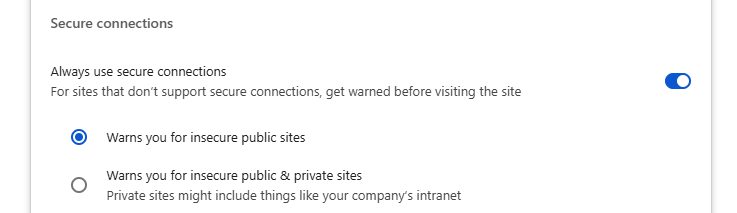 Secure connections
Always use secure connections
For sites that don't support secure connections, get warned before visiting the site
Warns you for insecure public sites
Warns you for insecure public & private sites
Private sites might include things like your company's intranet